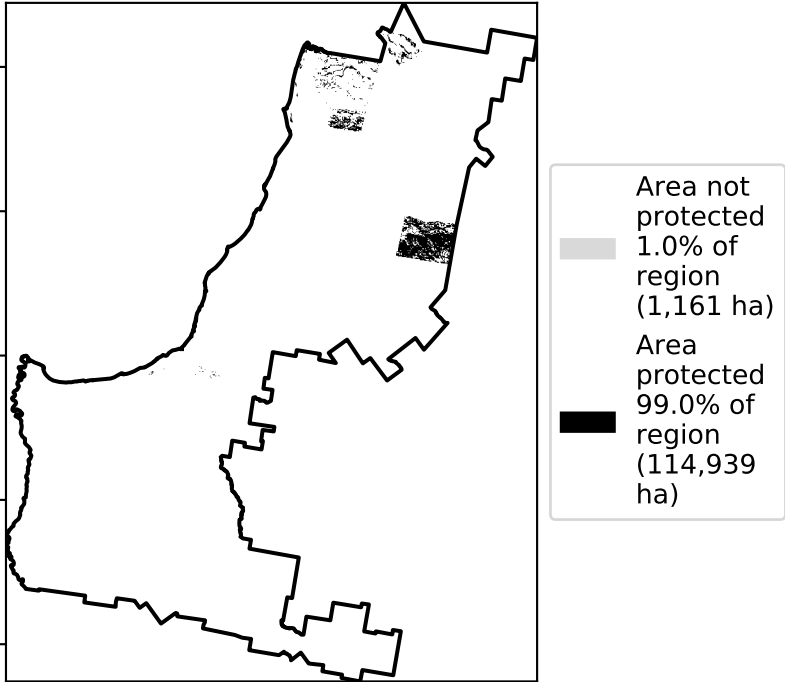 Area not
protected
1.0% of
region
(1,161 ha)
Area
protected
99.0% of
region
(114,939
ha)